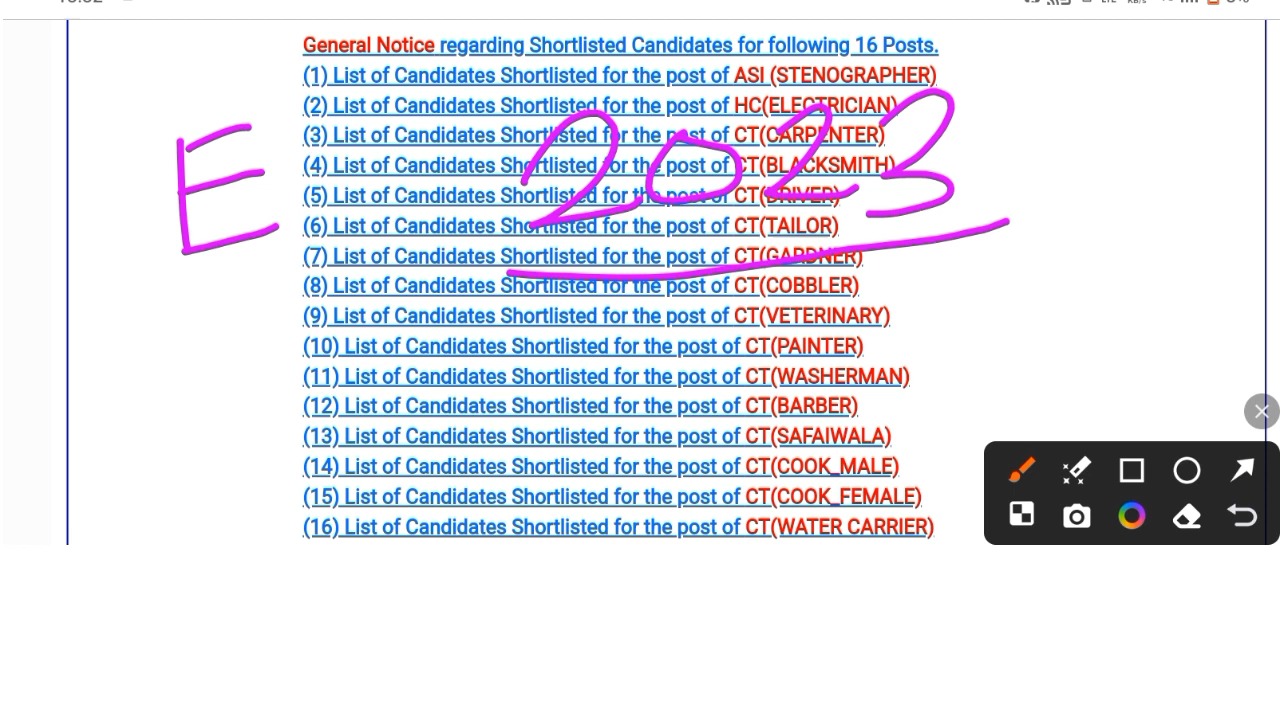 General Notice regarding Shortlisted Candidates for following 16 Posts.
(1) List of Candidates Shortlisted for the post of ASI (STENOGRAPHER)
(2) List of Candidates Shortlisted for the post of HC(ELECTRICIAN)
(3) List of Candidates Shortlisted for the post of CT(CARPENTER)
(4) List of Candidates Shortlisted for the post of CT(BLACKSMITH)
(5) List of Candidates Shortlisted for the post of CT(DRIVER)
(6) List of Candidates Shortlisted for the post of CT(TAILOR)
(7) List of Candidates Shortlisted for the post of CT(GARDNER)
(8) List of Candidates Shortlisted for the post of CT(COBBLER)
(9) List of Candidates Shortlisted for the post of CT(VETERINARY)
(10) List of Candidates Shortlisted for the post of CT(PAINTER)
(11) List of Candidates Shortlisted for the post of CT(WASHERMAN)
(12) List of Candidates Shortlisted for the post of CT(BARBER)
(13) List of Candidates Shortlisted for the post of CT(SAFAIWALA)
(14) List of Candidates Shortlisted for the post of CT(COOK_MALE)
(15) List of Candidates Shortlisted for the post of CT(COOK_FEMALE)
(16) List of Candidates Shortlisted for the post of CT(WATER CARRIER)
E 2023